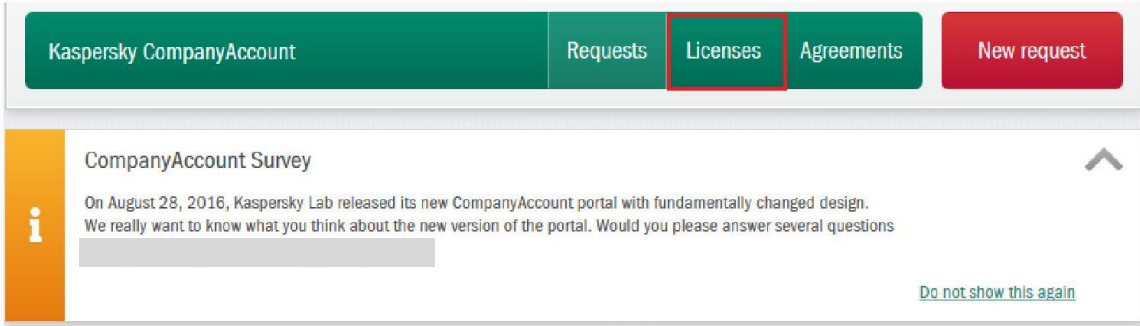 Kaspersky CompanyAccount Requests Licenses Agreements New request
CompanyAccount Survey
On August 28, 2016, Kaspersky Lab released its new CompanyAccount portal with fundamentally changed design.
We really want to know what you think about the new version of the portal. Would you please answer several questions
Do not show this again